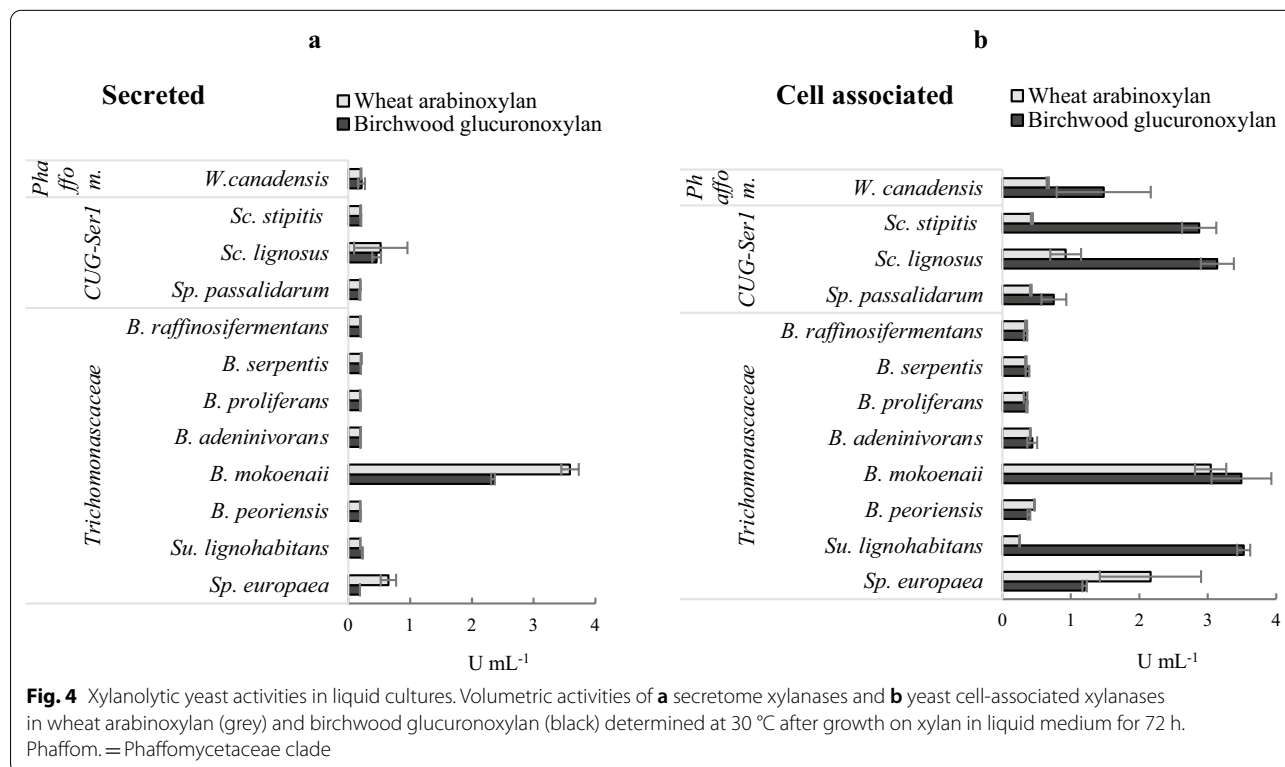 a
Secreted
Wheat arabinoxylan
Birchwood glucuronoxylan
Pha
ffo
m.
W.canadensis
CUG-Ser1
Sc. stipitis
Sc. lignosus
Sp. passalidarum
Trichomonascaceae
B. raffinosifermentans
B. serpentis
B. proliferans
B. adeninivorans
B. mokoenaii
B. peoriensis
Su. lignohabitans
Sp. europaea
0 1 2 3 4
U mL-1
b
Cell associated
Wheat arabinoxylan
Birchwood glucuronoxylan
Ph
affo
m.
W. canadensis
CUG-Ser1
Sc. stipitis
Sc. lignosus
Sp. passalidarum
Trichomonascaceae
B. raffinosifermentans
B. serpentis
B. proliferans
B. adeninivorans
B. mokoenaii
B. peoriensis
Su. lignohabitans
Sp. europaea
0 1 2 3 4
U mL-1
Fig. 4 Xylanolytic yeast activities in liquid cultures. Volumetric activities of a secretome xylanases and b yeast cell-associated xylanases
in wheat arabinoxylan (grey) and birchwood glucuronoxylan (black) determined at 30 °C after growth on xylan in liquid medium for 72 h.
Phaffom. = Phaffomycetaceae clade